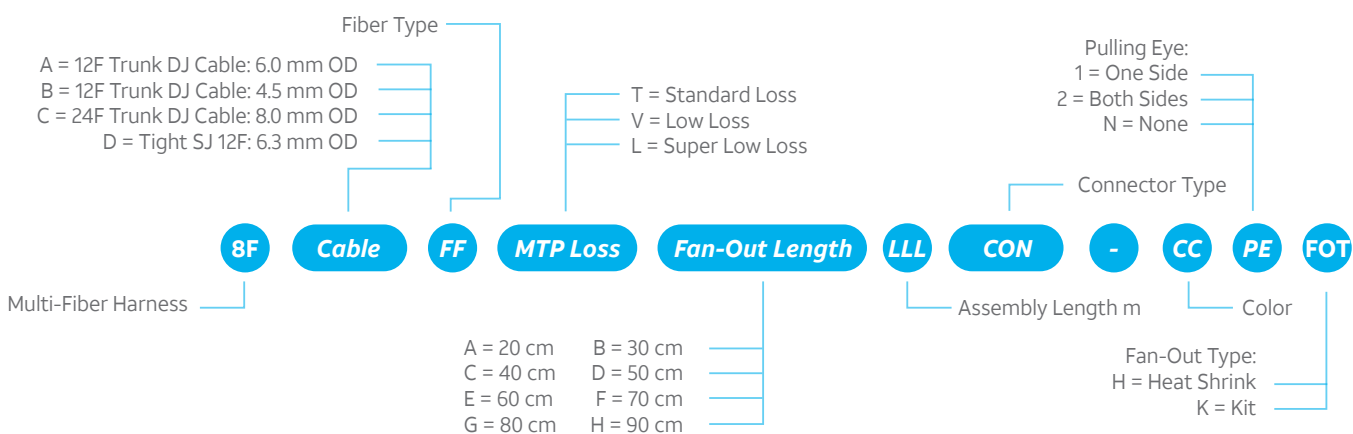 Fiber Type
A = 12F Trunk DJ Cable: 6.0 mm OD
B = 12F Trunk DJ Cable: 4.5 mm OD
C = 24F Trunk DJ Cable: 8.0 mm OD
D = Tight SJ 12F: 6.3 mm OD
T = Standard Loss
V = Low Loss
L = Super Low Loss
Pulling Eye:
1 = One Side
2 = Both Sides
N = None
Connector Type
8F Cable FF MTP Loss Fan-Out Length LLL CON - CC PE FOT
Multi-Fiber Harness
Assembly Length m
Color
A = 20 cm B = 30 cm
C = 40 cm D = 50 cm
E = 60 cm F = 70 cm
G = 80 cm H = 90 cm
Fan-Out Type:
H = Heat Shrink
K = Kit